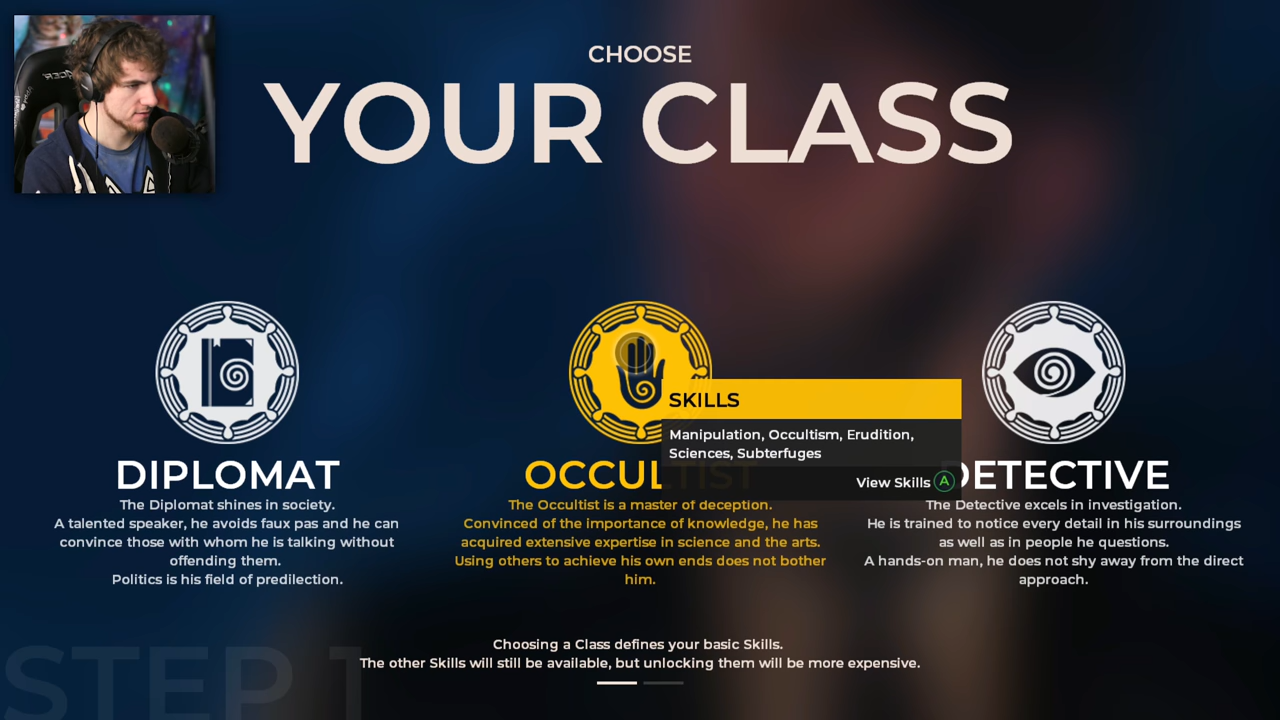 CHOOSE
YOUR CLASS
SKILLS
Manipulation, Occultism, Erudition,
Sciences, Subterfuges
View Skills A
DIPLOMAT
The Diplomat shines in society.
A talented speaker, he avoids faux pas and he can
convince those with whom he is talking without
offending them.
Politics is his field of predilection.
OCCULTIST
The Occultist is a master of deception.
Convinced of the importance of knowledge, he has
acquired extensive expertise in science and the arts.
Using others to achieve his own ends does not bother
him.
DETECTIVE
The Detective excels in investigation.
He is trained to notice every detail in his surroundings
as well as in people he questions.
A hands-on man, he does not shy away from the direct
approach.
Choosing a Class defines your basic Skills.
The other Skills will still be available, but unlocking them will be more expensive.
STEP 1